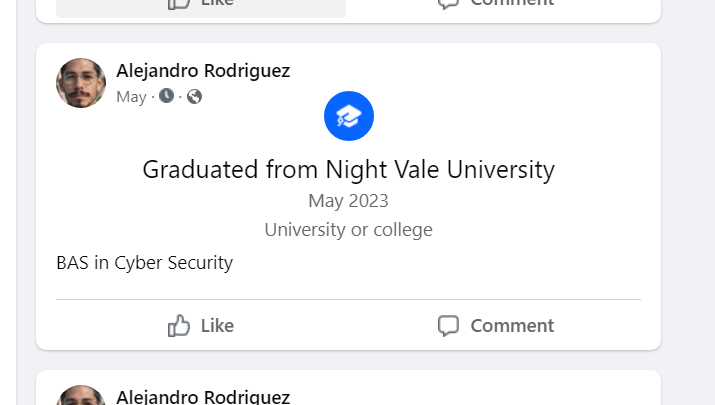 Like Comment
Alejandro Rodriguez
May · ·
Graduated from Night Vale University
May 2023
University or college
BAS in Cyber Security
Like Comment
Alejandro Rodriguez